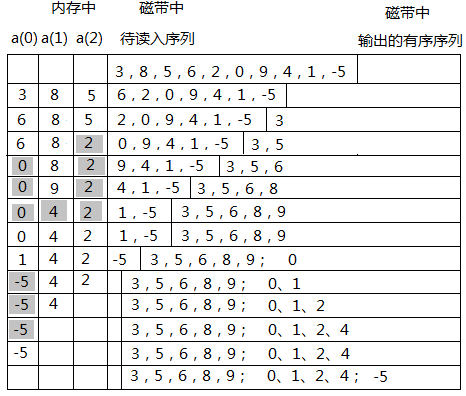 内存中 磁带中 磁带中
a(0) a(1) a(2) 待读入序列 输出的有序序列
3，8，5，6，2，0，9，4，1，-5
3 8 5 6，2，0，9，4，1，-5
6 8 5 2，0，9，4，1，-5 3
6 8 2 0，9，4，1，-5 3，5
0 8 2 9，4，1，-5 3，5，6
0 9 2 4，1，-5 3，5，6，8
0 4 2 1，-5 3，5，6，8，9
0 4 2 1，-5 3，5，6，8，9
1 4 2 -5 3，5，6，8，9； 0
-5 4 2 3，5，6，8，9； 0、1
-5 4 3，5，6，8，9； 0、1、2
-5 3，5，6，8，9； 0、1、2、4
-5 3，5，6，8，9； 0、1、2、4
3，5，6，8，9； 0、1、2、4； -5